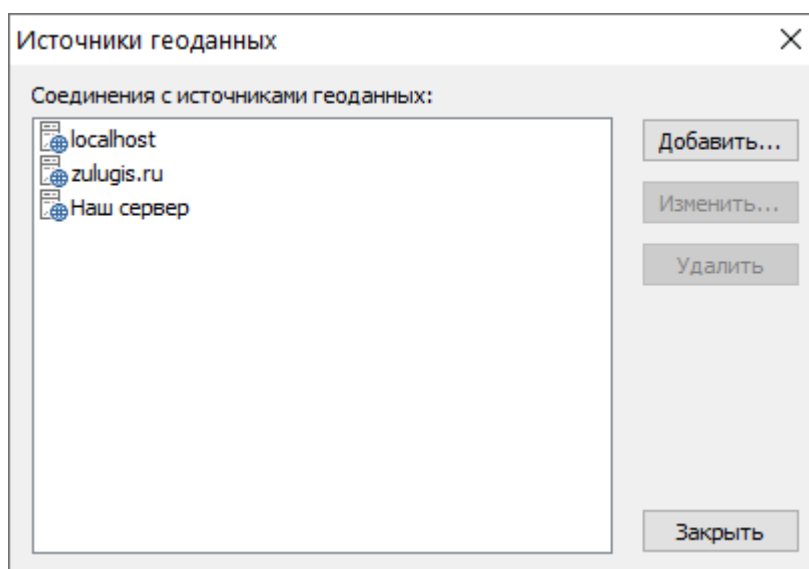 Источники геоданных
Соединения с источниками геоданных:
localhost
zulugis.ru
Наш сервер
Добавить...
Изменить...
Удалить
Закрыть